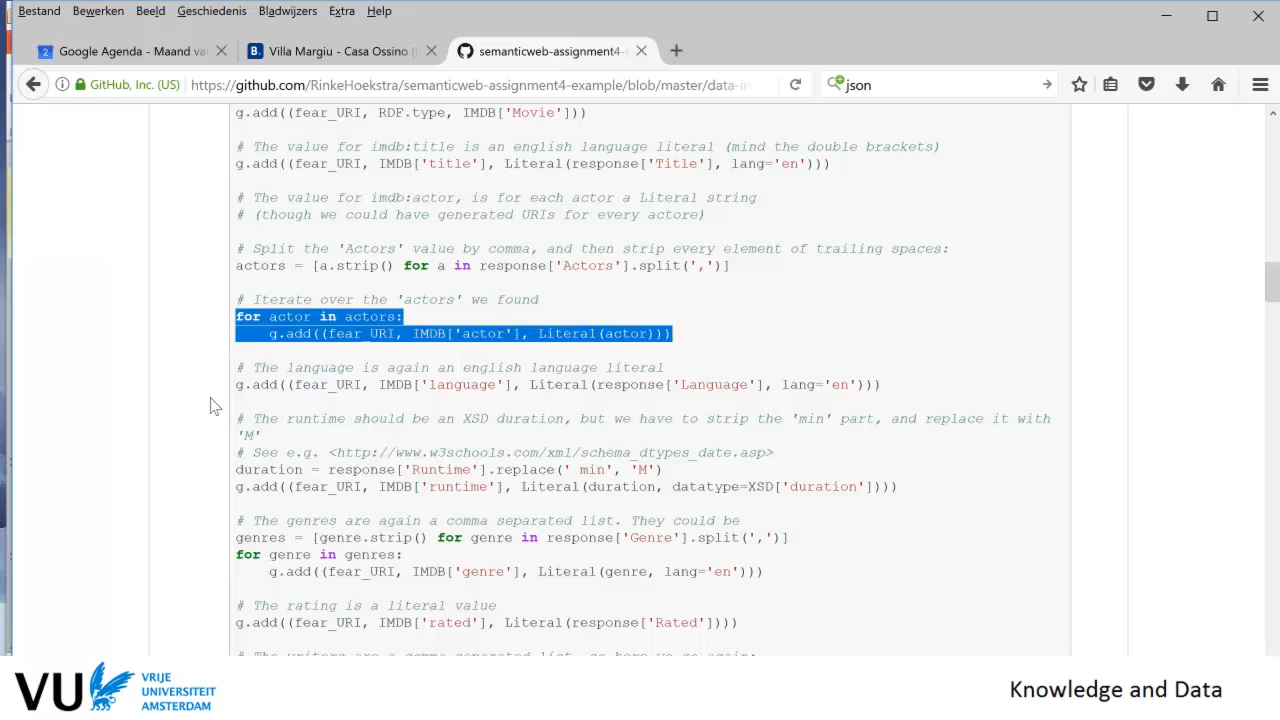 Bestand Bewerken Beeld Geschiedenis Bladwijzers Extra Help
Google Agenda - Maand va
Villa Margiu - Casa Ossino (
semanticweb-assignment4-
GitHub, Inc. (US)
https://github.com/RinkeHoekstra/semanticweb-assignment4-example/blob/master/data-in
json
g.add((fear_URI, RDF.type, IMDB['Movie']))
# The value for imdb:title is an english language literal (mind the double brackets)
g.add((fear_URI, IMDB['title'], Literal(response['Title'], lang='en')))
# The value for imdb:actor, is for each actor a Literal string
# (though we could have generated URIs for every actore)
# Split the 'Actors' value by comma, and then strip every element of trailing spaces:
actors = [a.strip() for a in response['Actors'].split(',')]
# Iterate over the 'actors' we found
for actor in actors:
g.add((fear_URI, IMDB['actor'], Literal(actor)))
# The language is again an english language literal
g.add((fear_URI, IMDB['language'], Literal(response['Language'], lang='en')))
# The runtime should be an XSD duration, but we have to strip the 'min' part, and replace it with
'M'
# See e.g. <http://www.w3schools.com/xml/schema_dtypes_date.asp>
duration = response['Runtime'].replace(' min', 'M')
g.add((fear_URI, IMDB['runtime'], Literal(duration, datatype=XSD['duration'])))
# The genres are again a comma separated list. They could be
genres = [genre.strip() for genre in response['Genre'].split(',')]
for genre in genres:
g.add((fear_URI, IMDB['genre'], Literal(genre, lang='en')))
# The rating is a literal value
g.add((fear_URI, IMDB['rated'], Literal(response['Rated'])))
# The writers are a comma separated list, so here we go again:
VU
VRIJE
UNIVERSITEIT
AMSTERDAM
Knowledge and Data